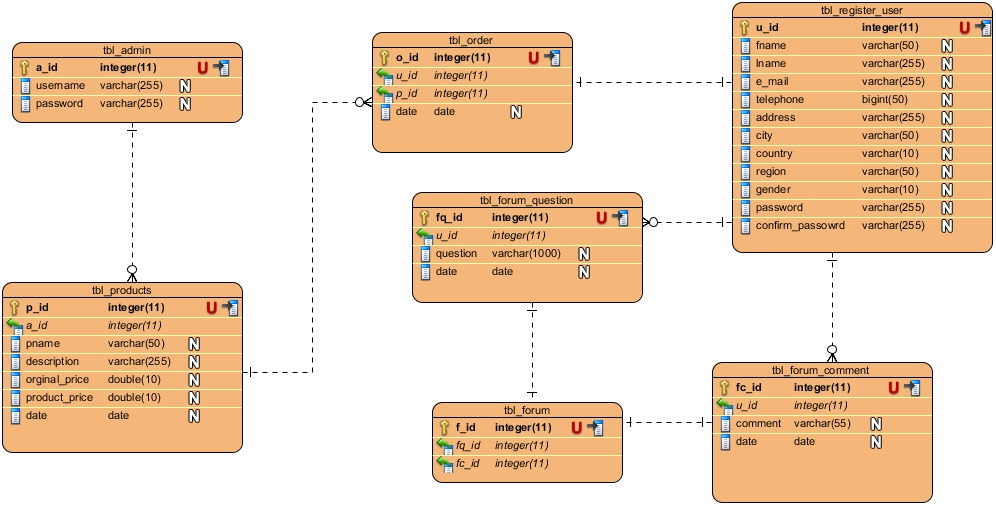 tbl_admin
a_id integer(11) U
username varchar(255) N
password varchar(255) N
tbl_order
o_id integer(11) U
u_id integer(11)
p_id integer(11)
date date N
tbl_register_user
u_id integer(11) U
fname varchar(50) N
lname varchar(255) N
e_mail varchar(255) N
telephone bigint(50) N
address varchar(255) N
city varchar(50) N
country varchar(10) N
region varchar(50) N
gender varchar(10) N
password varchar(255) N
confirm_passowrd varchar(255) N
tbl_forum_question
fq_id integer(11) U
u_id integer(11)
question varchar(1000) N
date date N
tbl_products
p_id integer(11) U
a_id integer(11)
pname varchar(50) N
description varchar(255) N
orginal_price double(10) N
product_price double(10) N
date date N
tbl_forum
f_id integer(11) U
fq_id integer(11)
fc_id integer(11)
tbl_forum_comment
fc_id integer(11) U
u_id integer(11)
comment varchar(55) N
date date N